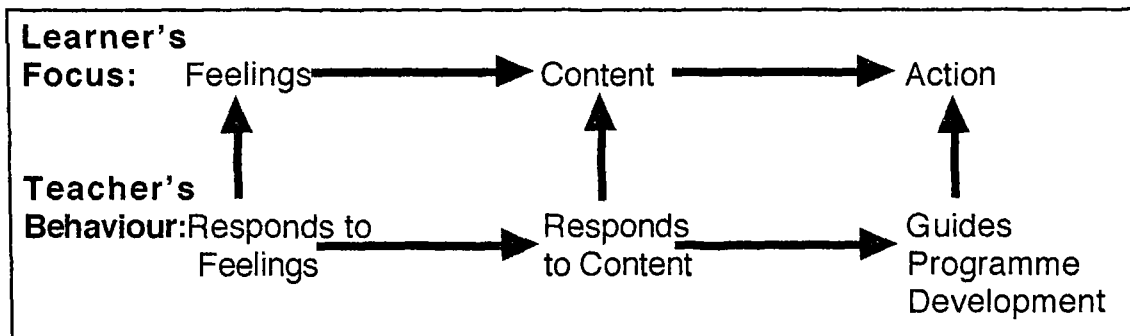 Learner's
Focus: Feelings Content Action
Teacher's
Behaviour:Responds to Responds Guides
Feelings to Content Programme
Development